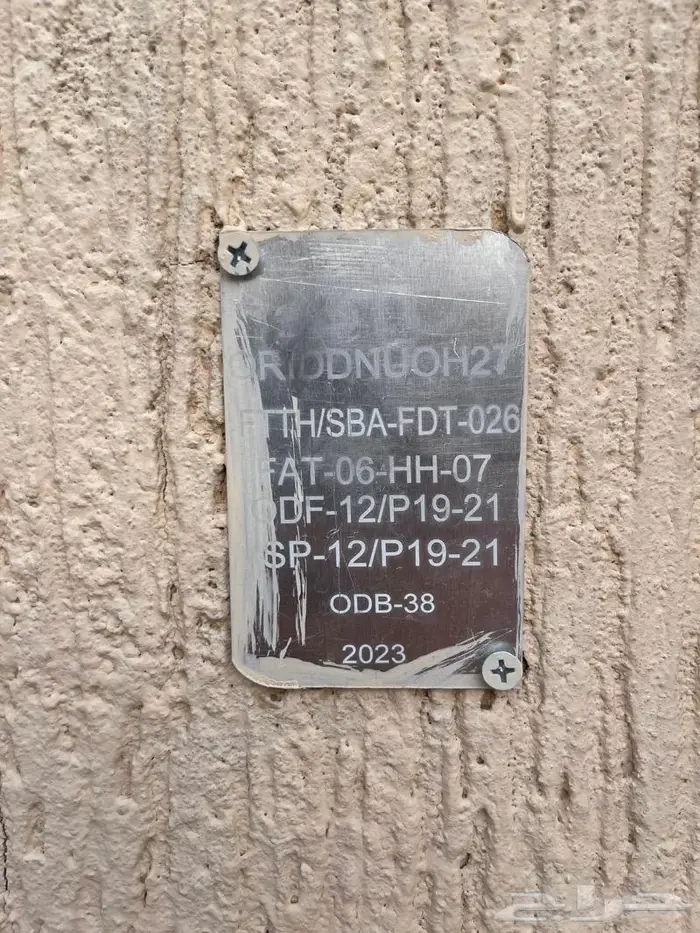 ORIDDNUOH27
FTTH/SBA-FDT-026
FAT-06-HH-07
ODF-12/P19-21
SP-12/P19-21
ODB-38
2023
حراج